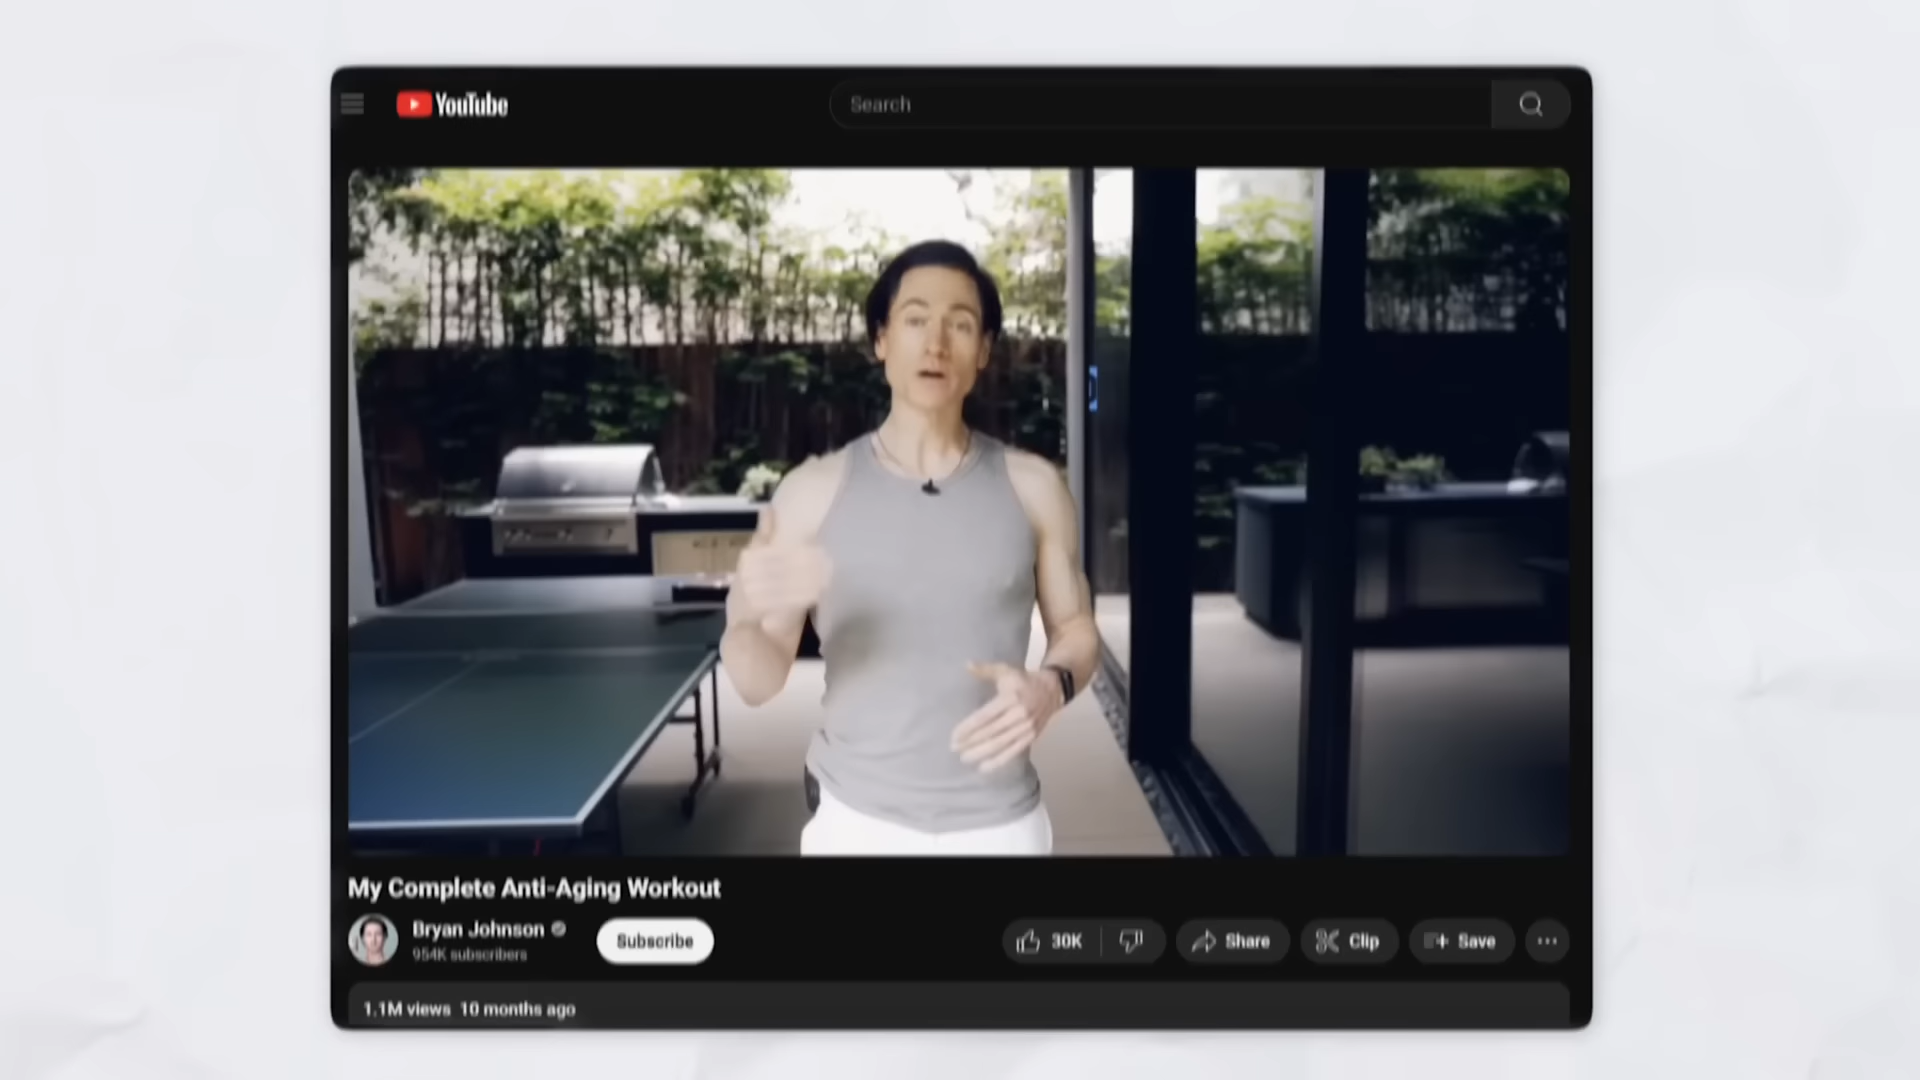 YouTube
Search
My Complete Anti-Aging Workout
Bryan Johnson
954K subscribers
Subscribe
30K
Share
Clip
Save
1.1M views 10 months ago